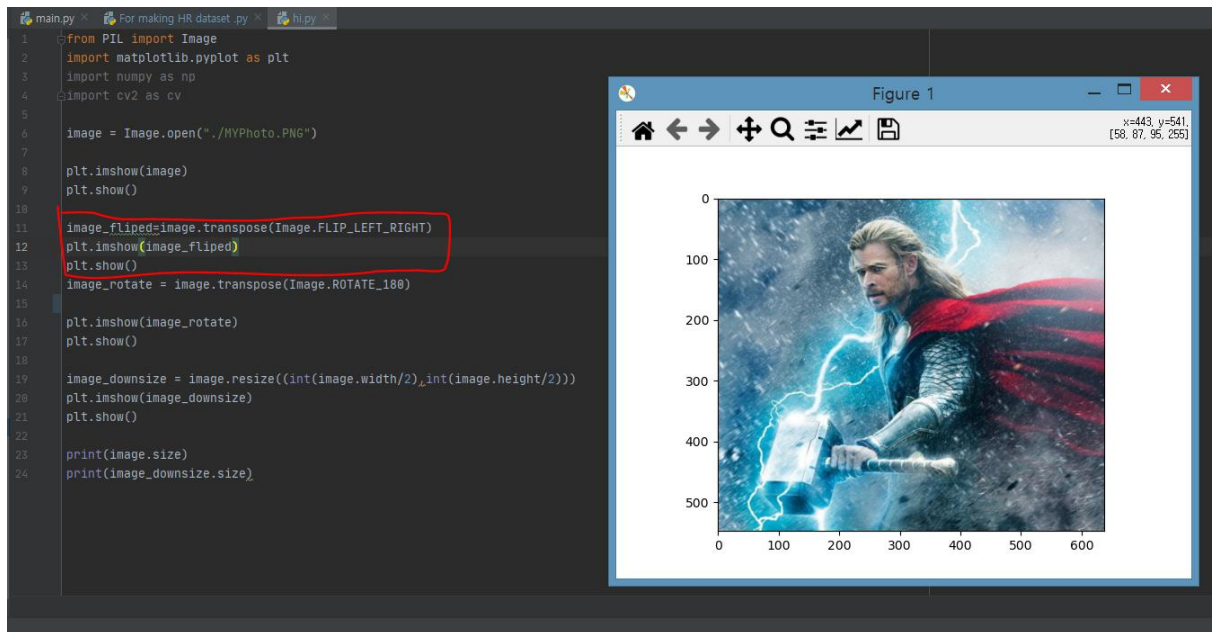 main.py
For making HR dataset .py
hi.py
1 from PIL import Image
2 import matplotlib.pyplot as plt
3 import numpy as np
4 import cv2 as cv
5
6 image = Image.open("./MYPhoto.PNG")
7
8 plt.imshow(image)
9 plt.show()
10
11 image_fliped=image.transpose(Image.FLIP_LEFT_RIGHT)
12 plt.imshow(image_fliped)
13 plt.show()
14 image_rotate = image.transpose(Image.ROTATE_180)
15
16 plt.imshow(image_rotate)
17 plt.show()
18
19 image_downsize = image.resize((int(image.width/2),int(image.height/2)))
20 plt.imshow(image_downsize)
21 plt.show()
22
23 print(image.size)
24 print(image_downsize.size)
Figure 1
x=443, y=541,
[58, 87, 95, 255]
0
100
200
300
400
500
0 100 200 300 400 500 600